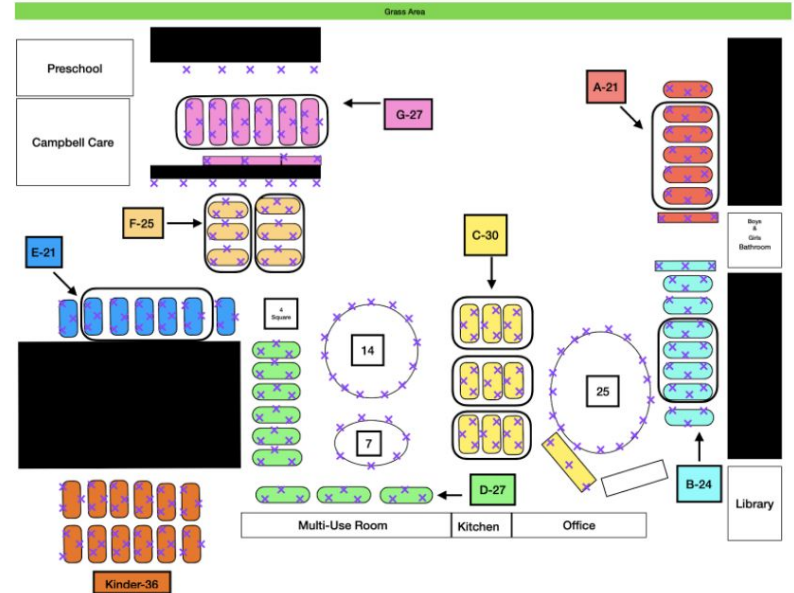 Grass Area
Preschool
Campbell Care
G-27
A-21
F-25
C-30
Boys
&
Girls
Bathroom
E-21
4
Square
14
25
7
D-27
B-24
Multi-Use Room
Kitchen
Office
Library
Kinder-36